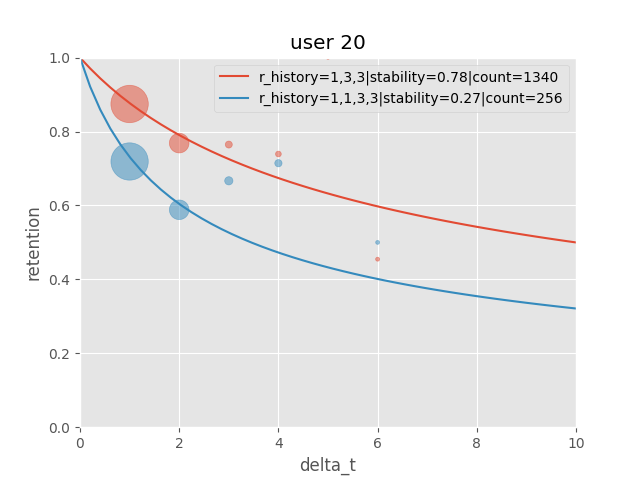 user 20
r_history=1,3,3|stability=0.78|count=1340
r_history=1,1,3,3|stability=0.27|count=256
retention
1.0
0.8
0.6
0.4
0.2
0.0
0 2 4 6 8 10
delta_t